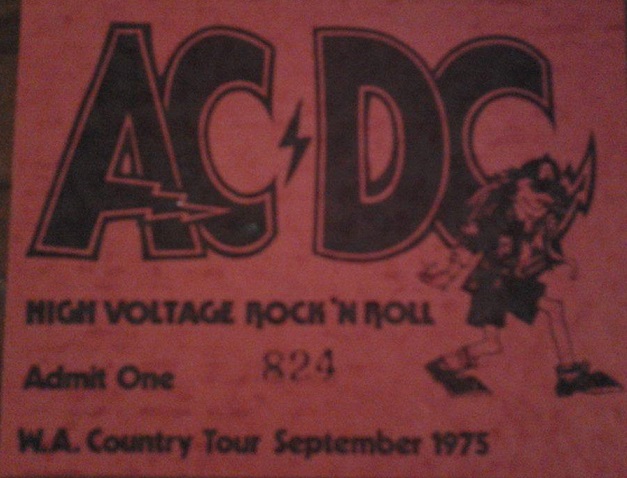 AC⚡DC
HIGH VOLTAGE ROCK 'N ROLL
Admit One 824
W.A. Country Tour September 1975